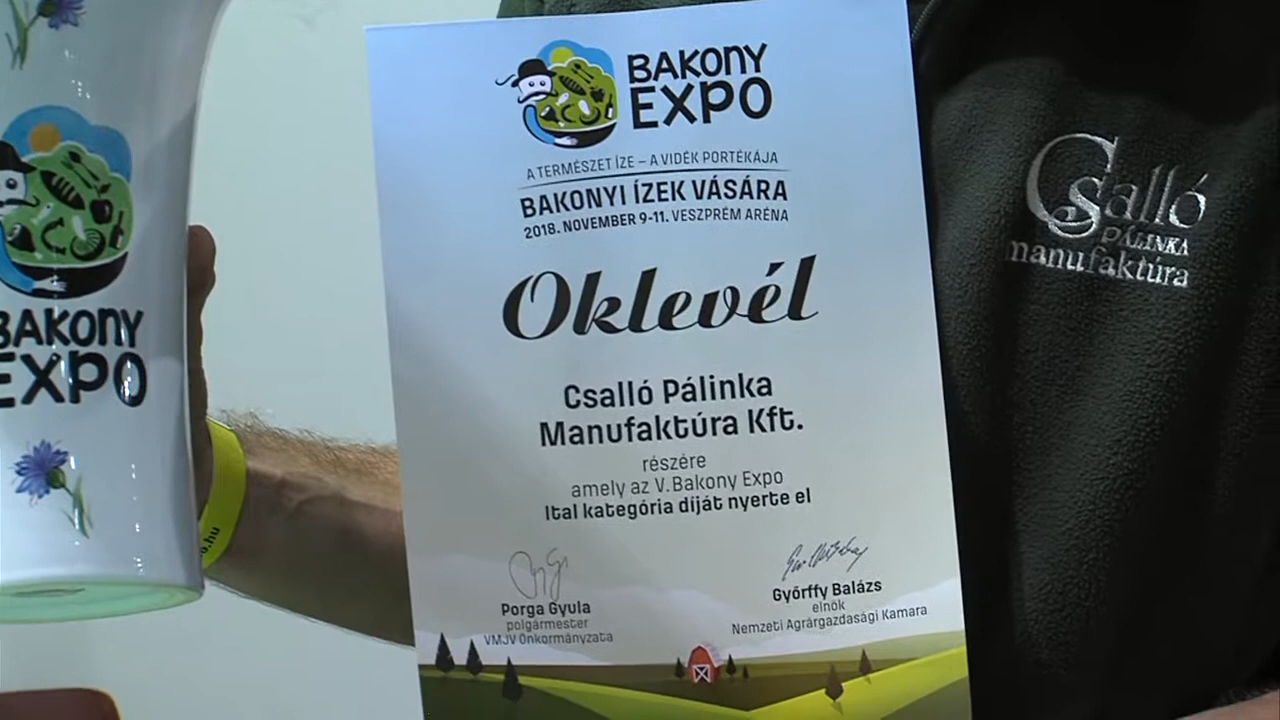 BAKONY
EXPO
BAKONY
EXPO
A TERMÉSZET ÍZE – A VIDÉK PORTÉKÁJA
BAKONYI ÍZEK VÁSÁRA
2018. NOVEMBER 9-11. VESZPRÉM ARÉNA
Oklevél
Csalló Pálinka
Manufaktúra Kft.
részére
amely az V.Bakony Expo
Ital kategória díját nyerte el
Porga Gyula
polgármester
VMJV Önkormányzata
Győrffy Balázs
elnök
Nemzeti Agrárgazdasági Kamara
Csalló
PÁLINKA
manufaktúra